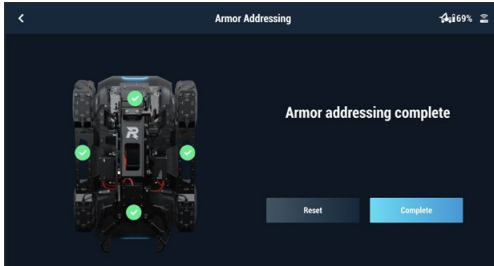 Armor Addressing
69%
R
Armor addressing complete
Reset
Complete